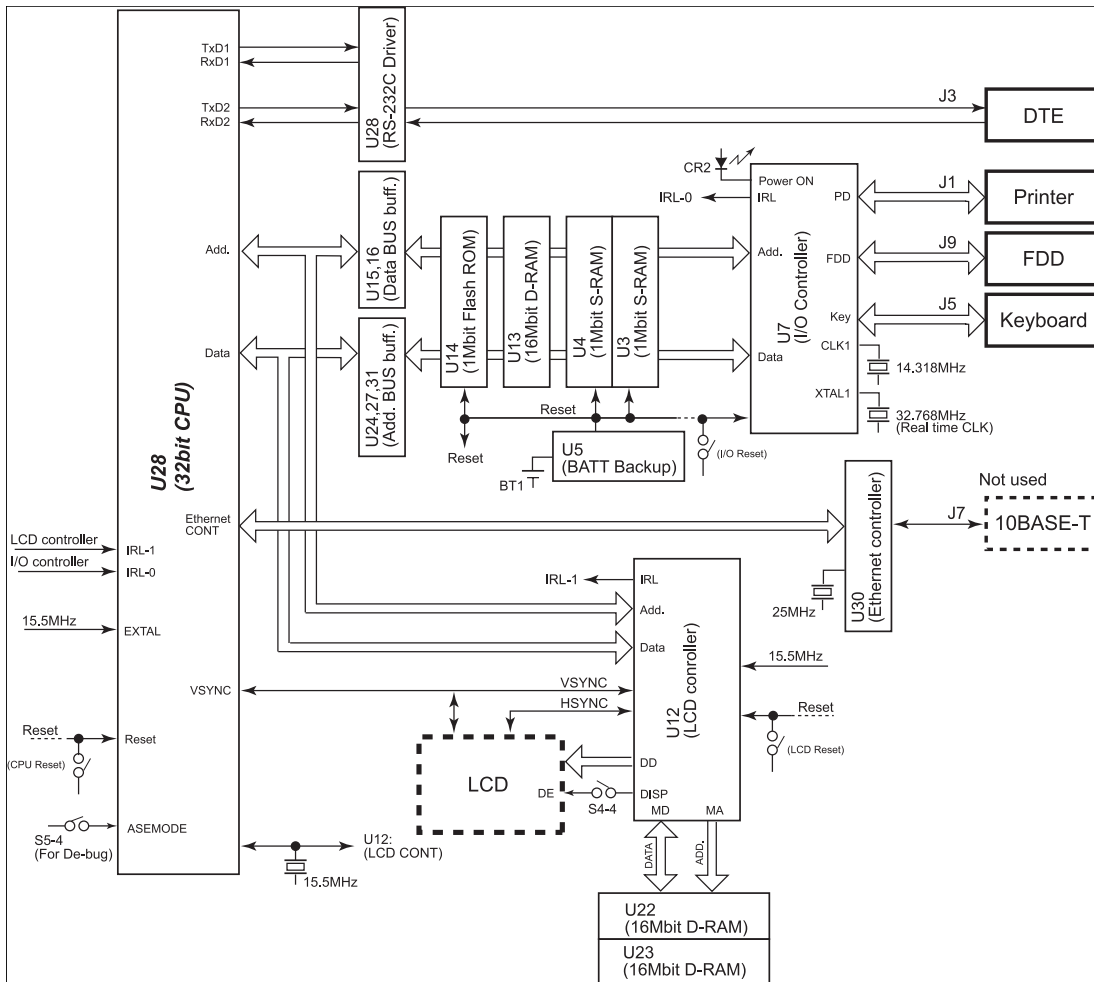 TxD1
RxD1
TxD2
RxD2
U28
(RS-232C Driver)
J3
DTE
CR2
Power ON
IRL-0
IRL
PD
J1
Printer
Add.
U15,16
(Data BUS buff.)
U14
(1Mbit Flash ROM)
U13
(16Mbit D-RAM)
U4
(1Mbit S-RAM)
U3
(1Mbit S-RAM)
Add.
U7
(I/O Controller)
FDD
J9
FDD
Key
J5
Keyboard
Data
U24,27,31
(Add. BUS buff.)
Data
CLK1
14.318MHz
XTAL1
32.768MHz
(Real time CLK)
Reset
Reset
(I/O Reset)
U5
(BATT Backup)
BT1
U28
(32bit CPU)
Ethernet
CONT
U30
(Ethernet controller)
25MHz
J7
Not used
10BASE-T
LCD controller
IRL-1
I/O controller
IRL-0
15.5MHz
EXTAL
IRL-1
IRL
Add.
Data
U12
(LCD conroller)
15.5MHz
VSYNC
VSYNC
HSYNC
Reset
(LCD Reset)
Reset
Reset
(CPU Reset)
LCD
DD
DE
S4-4
DISP
MD
MA
S5-4
(For De-bug)
ASEMODE
U12:
(LCD CONT)
15.5MHz
DATA
ADD.
U22
(16Mbit D-RAM)
U23
(16Mbit D-RAM)